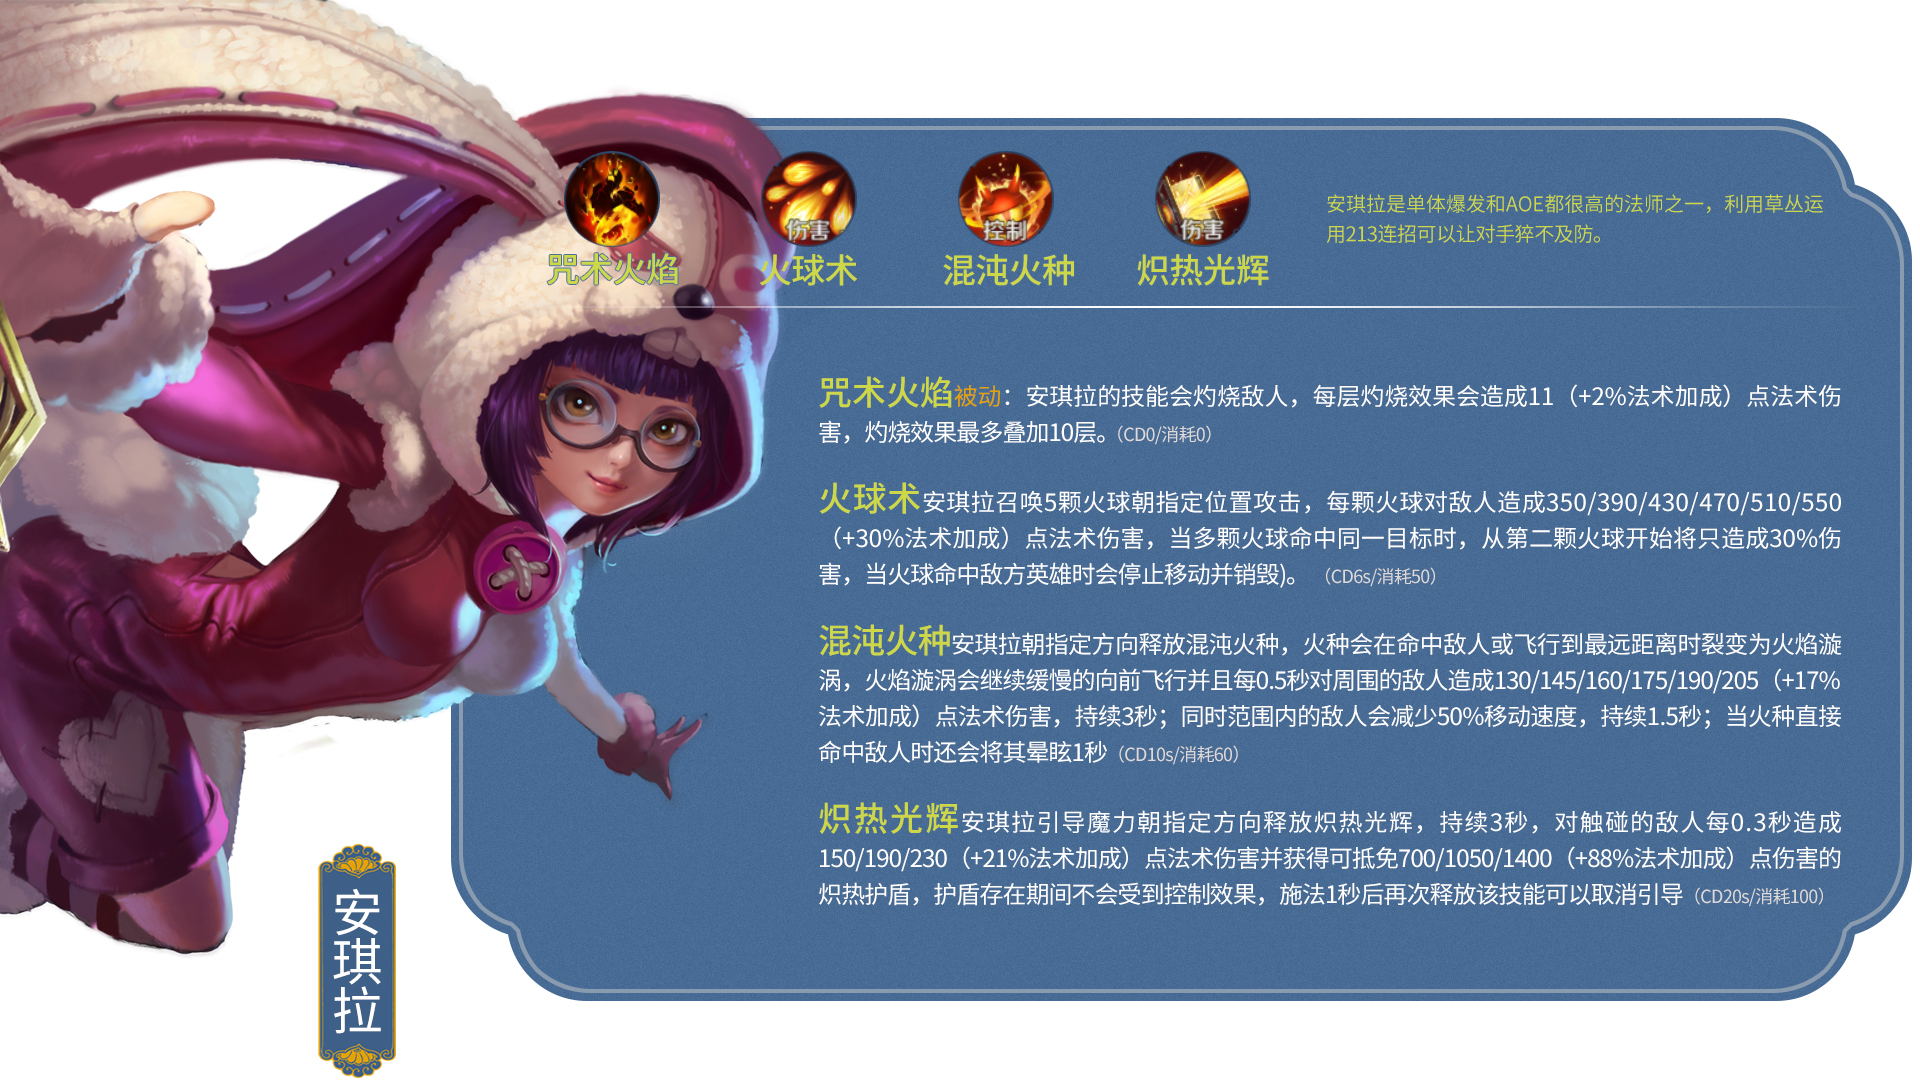 伤害
控制
伤害
咒术火焰
火球术
混沌火种
炽热光辉
安琪拉是单体爆发和AOE都很高的法师之一，利用草丛运
用213连招可以让对手猝不及防。
咒术火焰被动：安琪拉的技能会灼烧敌人，每层灼烧效果会造成11（+2%法术加成）点法术伤
害，灼烧效果最多叠加10层。（CD0/消耗0）
火球术安琪拉召唤5颗火球朝指定位置攻击，每颗火球对敌人造成350/390/430/470/510/550
（+30%法术加成）点法术伤害，当多颗火球命中同一目标时，从第二颗火球开始将只造成30%伤
害，当火球命中敌方英雄时会停止移动并销毁)。（CD6s/消耗50）
混沌火种安琪拉朝指定方向释放混沌火种，火种会在命中敌人或飞行到最远距离时裂变为火焰漩
涡，火焰漩涡会继续缓慢的向前飞行并且每0.5秒对周围的敌人造成130/145/160/175/190/205（+17%
法术加成）点法术伤害，持续3秒；同时范围内的敌人会减少50%移动速度，持续1.5秒；当火种直接
命中敌人时还会将其晕眩1秒（CD10s/消耗60）
炽热光辉安琪拉引导魔力朝指定方向释放炽热光辉，持续3秒，对触碰的敌人每0.3秒造成
150/190/230（+21%法术加成）点法术伤害并获得可抵免700/1050/1400（+88%法术加成）点伤害的
炽热护盾，护盾存在期间不会受到控制效果，施法1秒后再次释放该技能可以取消引导（CD20s/消耗100）
安琪拉